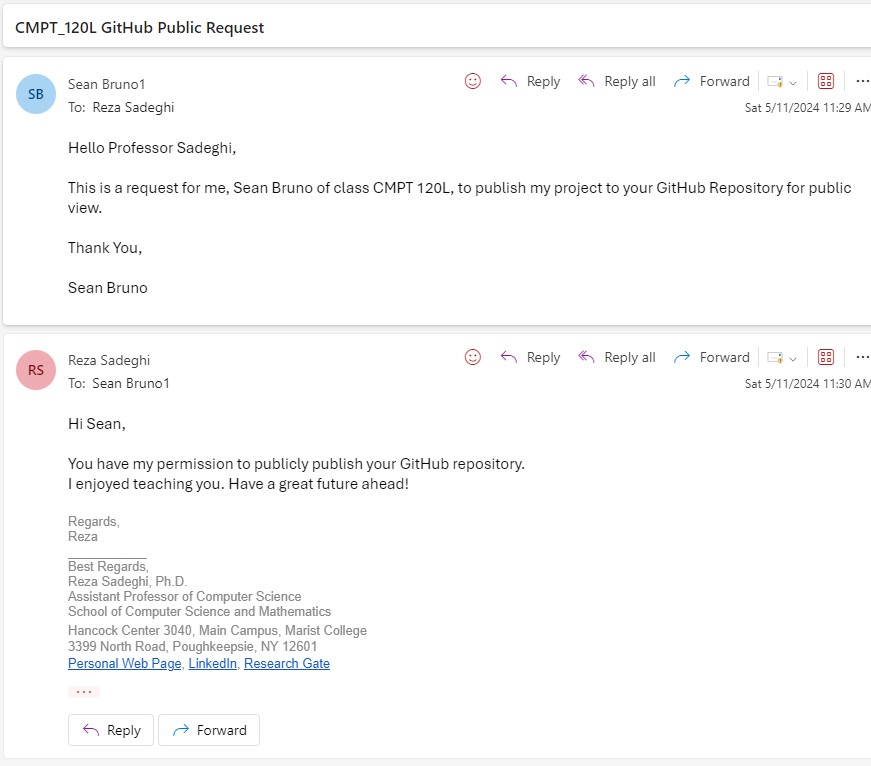 CMPT_120L GitHub Public Request
SB
Sean Bruno1
Reply
Reply all
Forward
To: Reza Sadeghi
Sat 5/11/2024 11:29 AM
Hello Professor Sadeghi,
This is a request for me, Sean Bruno of class CMPT 120L, to publish my project to your GitHub Repository for public
view.
Thank You,
Sean Bruno
RS
Reza Sadeghi
Reply
Reply all
Forward
To: Sean Bruno1
Sat 5/11/2024 11:30 AM
Hi Sean,
You have my permission to publicly publish your GitHub repository.
I enjoyed teaching you. Have a great future ahead!
Regards,
Reza
Best Regards,
Reza Sadeghi, Ph.D.
Assistant Professor of Computer Science
School of Computer Science and Mathematics
Hancock Center 3040, Main Campus, Marist College
3399 North Road, Poughkeepsie, NY 12601
Personal Web Page, LinkedIn, Research Gate
Reply
Forward